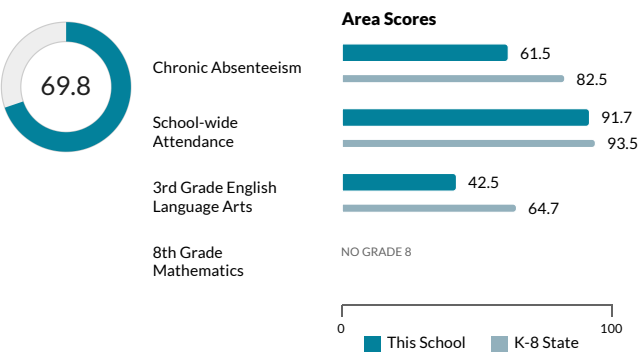 Area Scores
69.8
Chronic Absenteeism
61.5
82.5
School-wide
Attendance
91.7
93.5
3rd Grade English
Language Arts
42.5
64.7
8th Grade
Mathematics
NO GRADE 8
0
100
This School
K-8 State